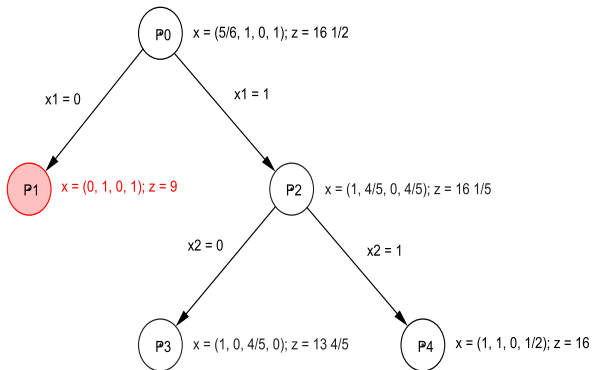 P0 x = (5/6, 1, 0, 1); z = 16 1/2
x1 = 0 x1 = 1
P1 x = (0, 1, 0, 1); z = 9 P2 x = (1, 4/5, 0, 4/5); z = 16 1/5
x2 = 0 x2 = 1
P3 x = (1, 0, 4/5, 0); z = 13 4/5 P4 x = (1, 1, 0, 1/2); z = 16